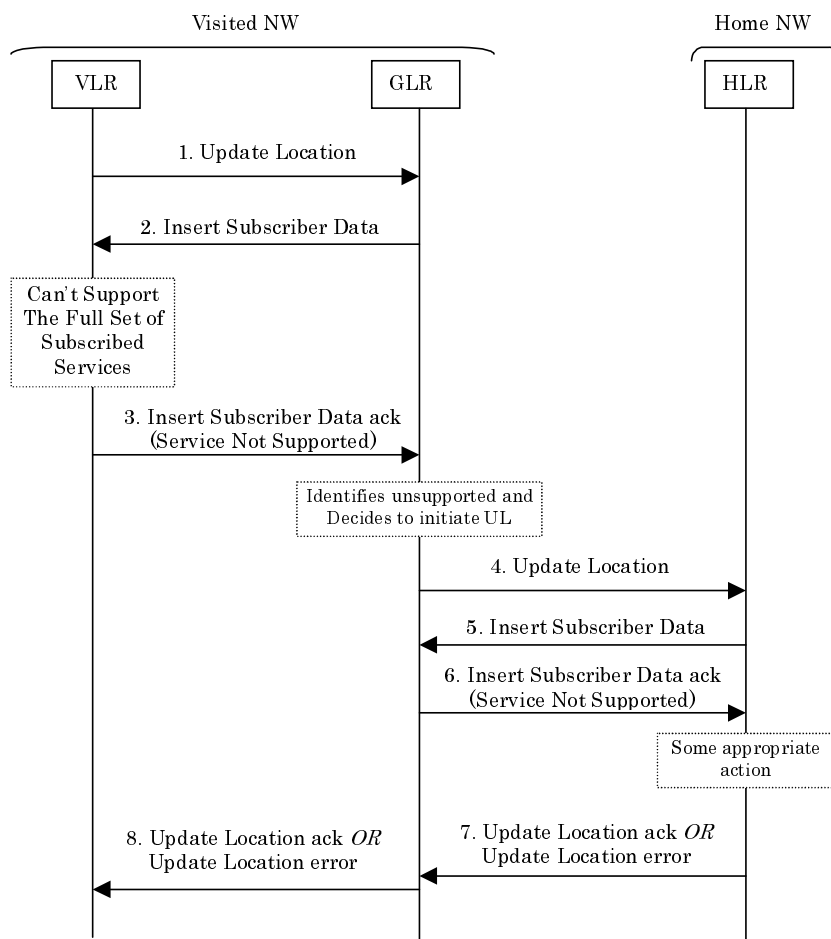 Visited NW
Home NW
VLR
GLR
HLR
1. Update Location
2. Insert Subscriber Data
Can't Support
The Full Set of
Subscribed
Services
3. Insert Subscriber Data ack
(Service Not Supported)
Identifies unsupported and
Decides to initiate UL
4. Update Location
5. Insert Subscriber Data
6. Insert Subscriber Data ack
(Service Not Supported)
Some appropriate
action
7. Update Location ack OR
Update Location error
8. Update Location ack OR
Update Location error